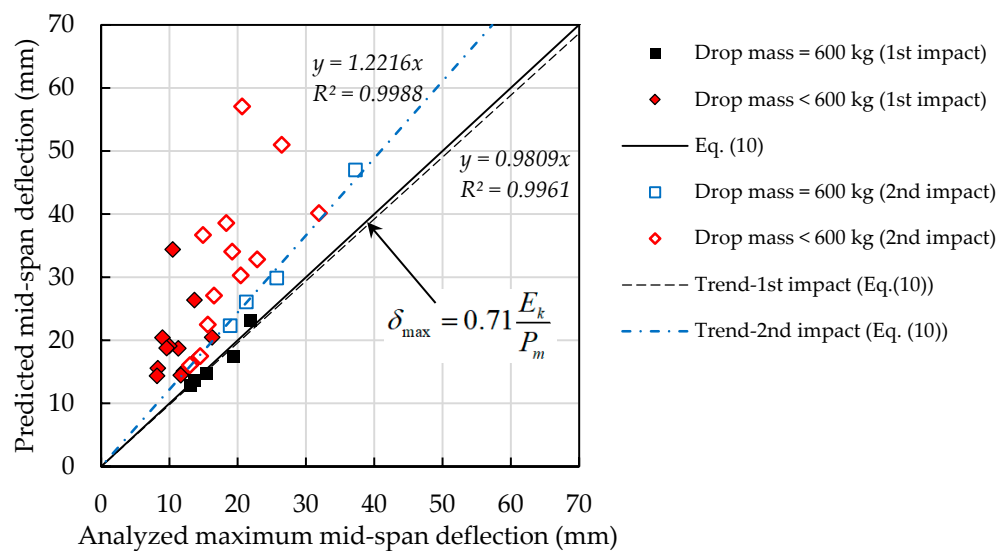 Predicted mid-span deflection (mm)
70
60
50
40
30
20
10
0
y = 1.2216x
R² = 0.9988
y = 0.9809x
R² = 0.9961
δmax = 0.71 Ek/Pm
0 10 20 30 40 50 60 70
Analyzed maximum mid-span deflection (mm)
Drop mass = 600 kg (1st impact)
Drop mass < 600 kg (1st impact)
Eq. (10)
Drop mass = 600 kg (2nd impact)
Drop mass < 600 kg (2nd impact)
Trend-1st impact (Eq.(10))
Trend-2nd impact (Eq. (10))